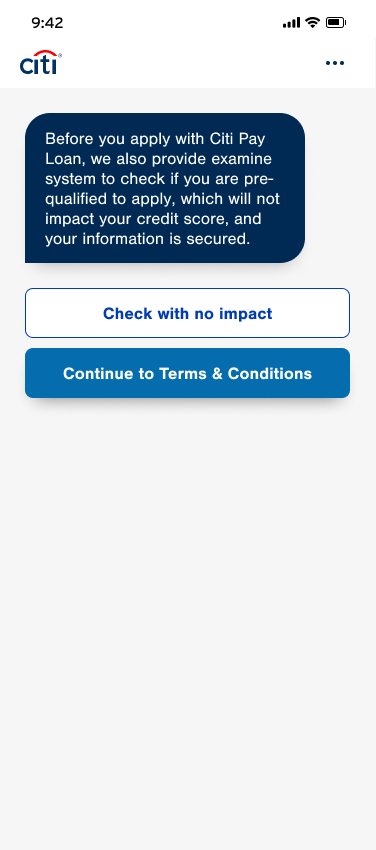 9:42
citi®
Before you apply with Citi Pay
Loan, we also provide examine
system to check if you are pre-
qualified to apply, which will not
impact your credit score, and
your information is secured.
Check with no impact
Continue to Terms & Conditions